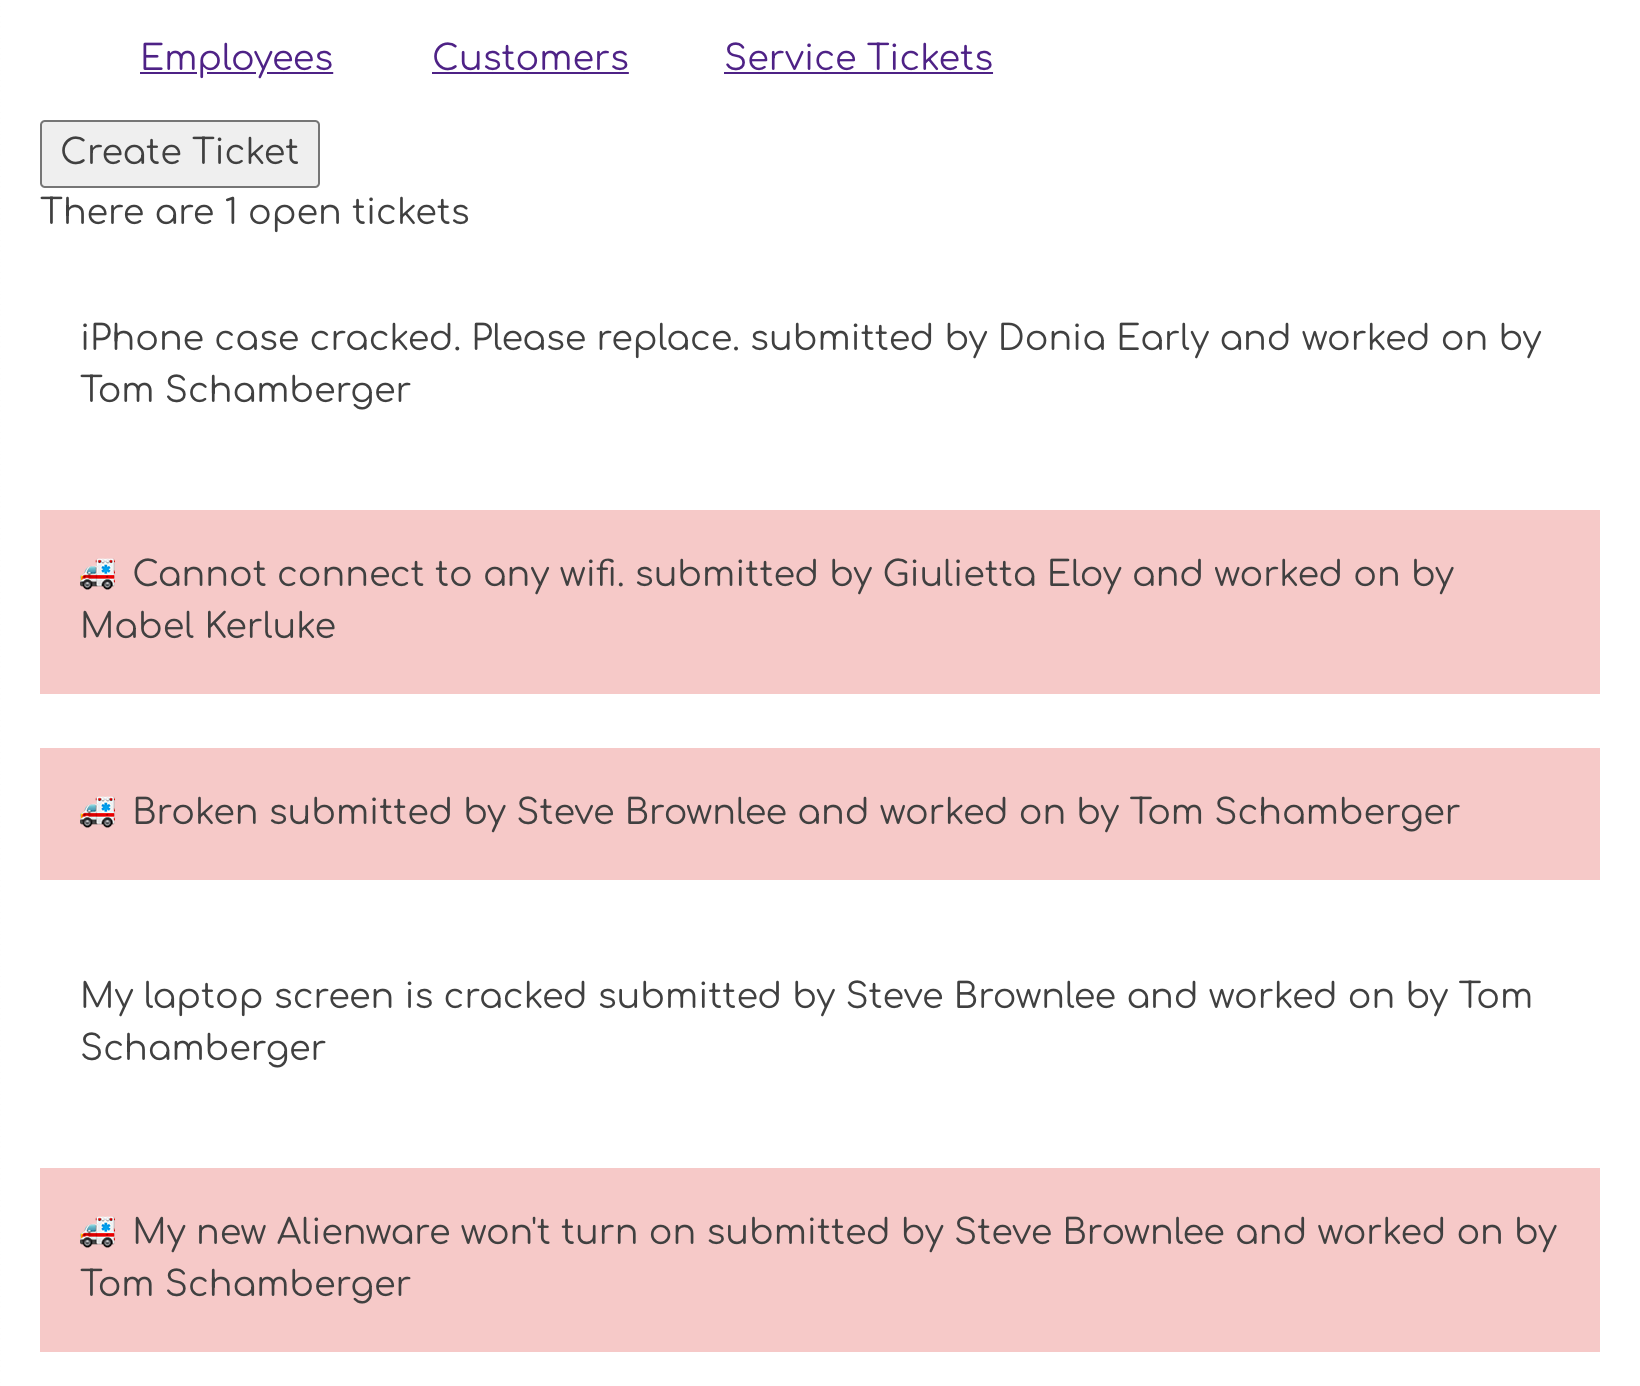 Employees Customers Service Tickets
Create Ticket
There are 1 open tickets
iPhone case cracked. Please replace. submitted by Donia Early and worked on by
Tom Schamberger
🚑 Cannot connect to any wifi. submitted by Giulietta Eloy and worked on by
Mabel Kerluke
🚑 Broken submitted by Steve Brownlee and worked on by Tom Schamberger
My laptop screen is cracked submitted by Steve Brownlee and worked on by Tom
Schamberger
🚑 My new Alienware won't turn on submitted by Steve Brownlee and worked on by
Tom Schamberger